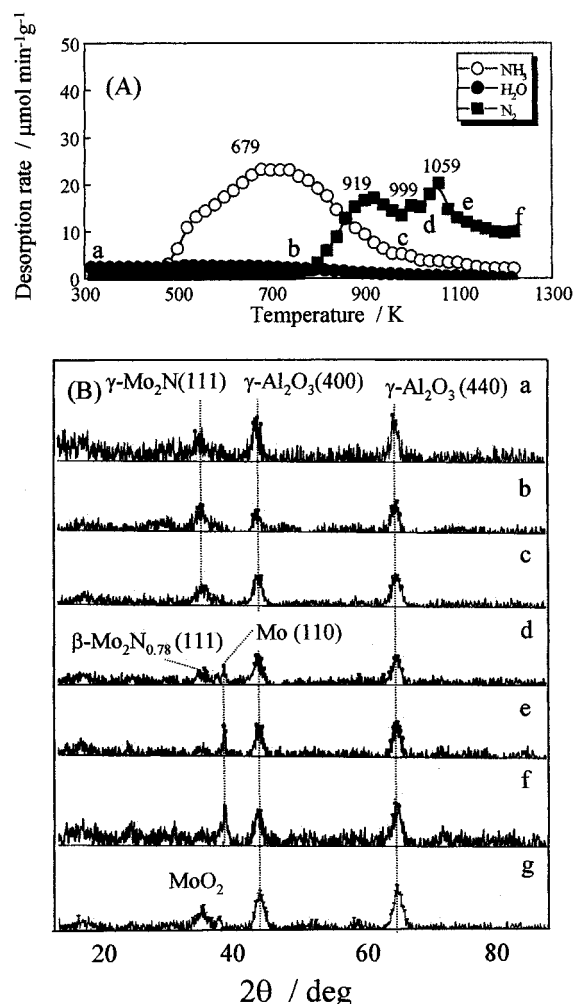 50
(A)
NH₃
H₂O
N₂
40
30
679
1059
919
999
20
10
e
f
d
c
a
b
0
300
500
700
900
1100
1300
Desorption rate / μmol min⁻¹g⁻¹
Temperature / K
(B)
γ-Mo₂N(111)
γ-Al₂O₃(400)
γ-Al₂O₃(440)
a
b
c
d
β-Mo₂N₀.₇₈(111)
Mo (110)
e
f
g
MoO₂
20
40
60
80
2θ / deg